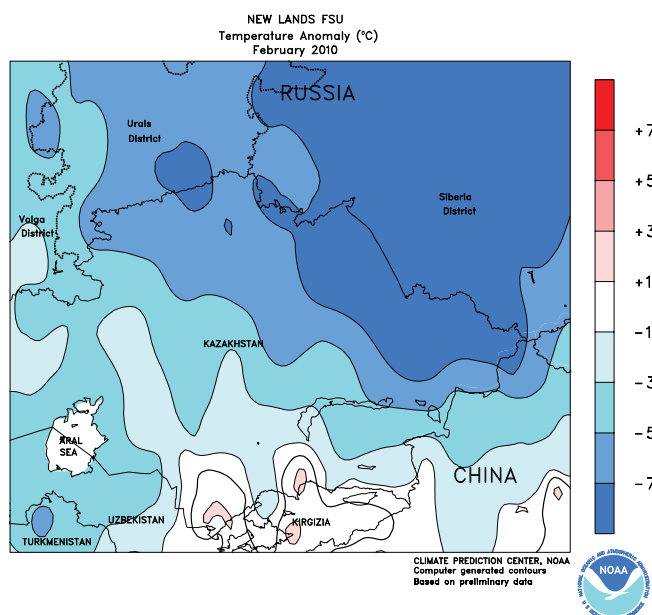 NEW LANDS FSU
Temperature Anomaly (°C)
February 2010
RUSSIA
Urals
District
Siberia
District
Volga
District
KAZAKHSTAN
ARAL
SEA
CHINA
UZBEKISTAN
KIRGIZIA
TURKMENISTAN
+7
+5
+3
+1
-1
-3
-5
-7
CLIMATE PREDICTION CENTER, NOAA
Computer generated contours
Based on preliminary data
NOAA